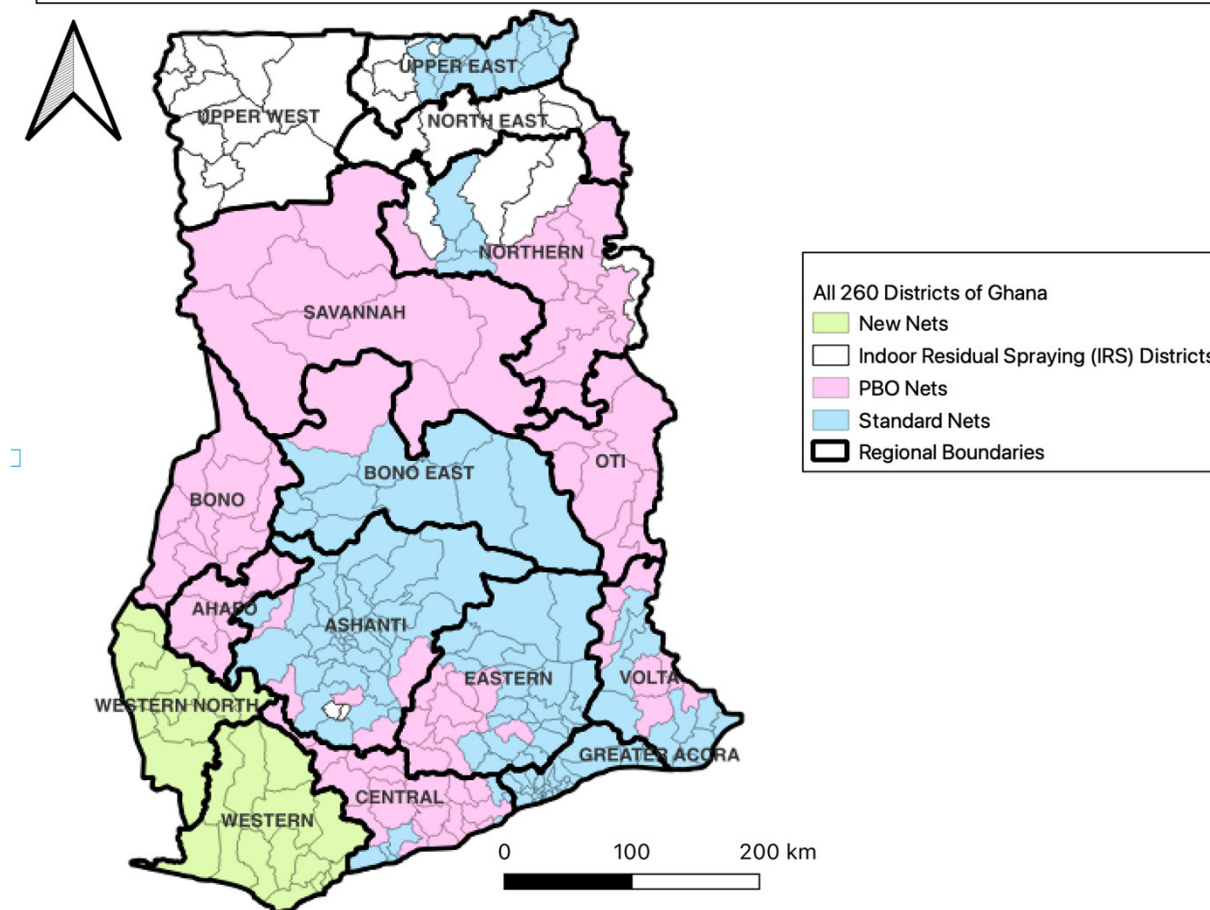 UPPER EAST
UPPER WEST
NORTH EAST
NORTHERN
SAVANNAH
BONO EAST
OTI
BONO
AHAFO
ASHANTI
EASTERN
VOLTA
WESTERN NORTH
GREATER ACCRA
CENTRAL
WESTERN
0 100 200 km
All 260 Districts of Ghana
New Nets
Indoor Residual Spraying (IRS) Districts
PBO Nets
Standard Nets
Regional Boundaries